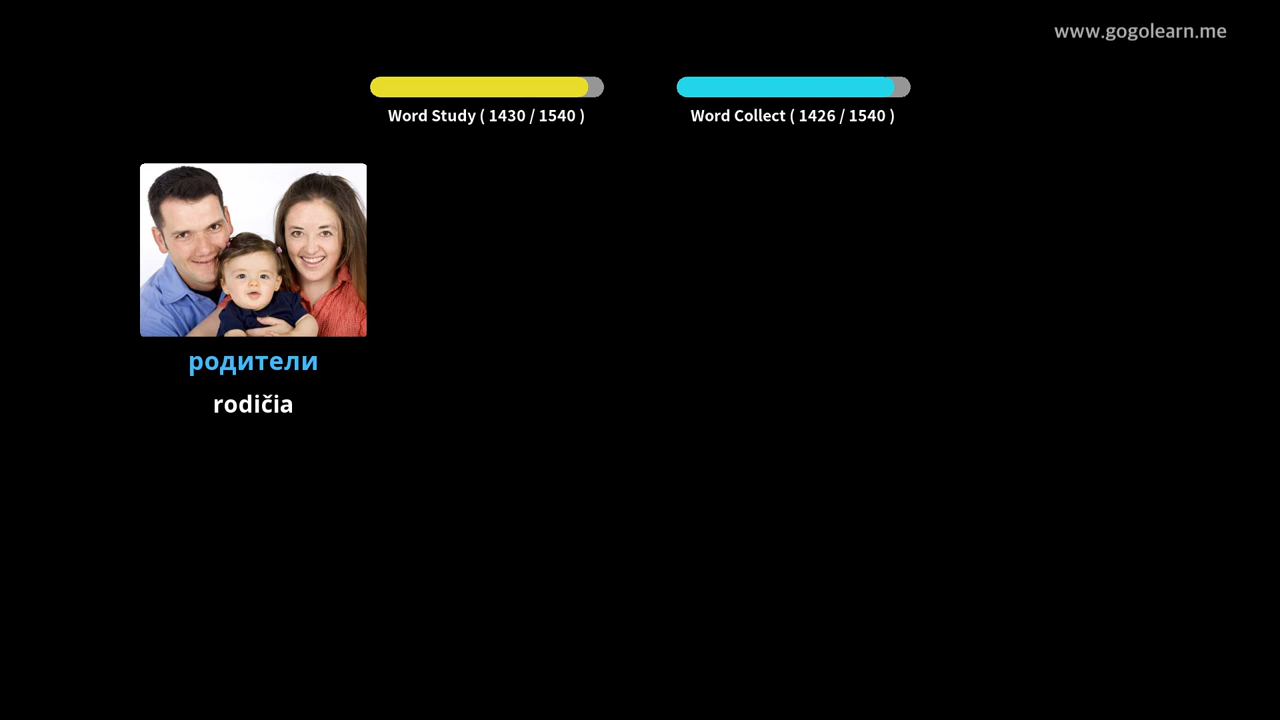 www.gogolearn.me
Word Study ( 1430 / 1540 )
Word Collect ( 1426 / 1540 )
родители
rodičia